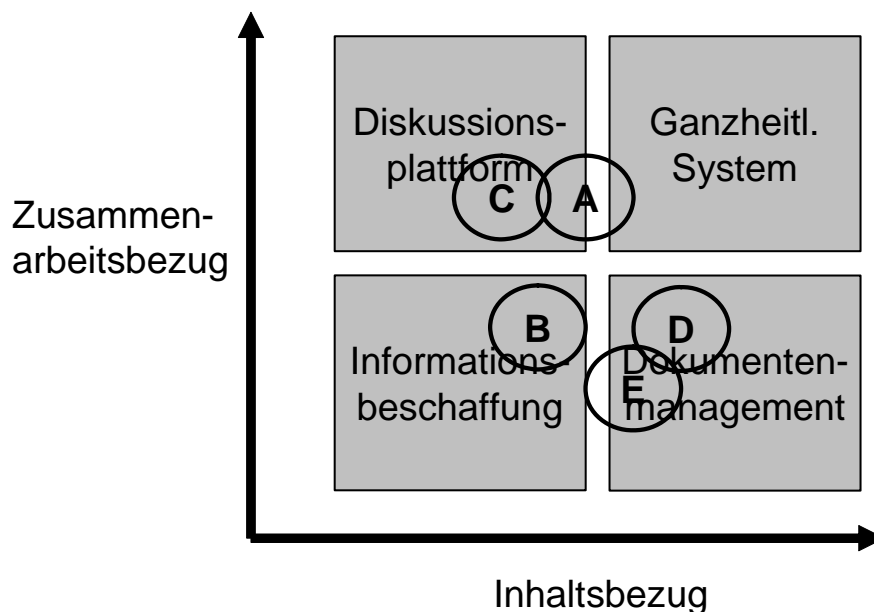 Diskussions-
plattform
Ganzheitl.
System
C
A
Zusammen-
arbeitsbezug
B
D
Informations-
beschaffung
Dokumenten-
management
E
Inhaltsbezug